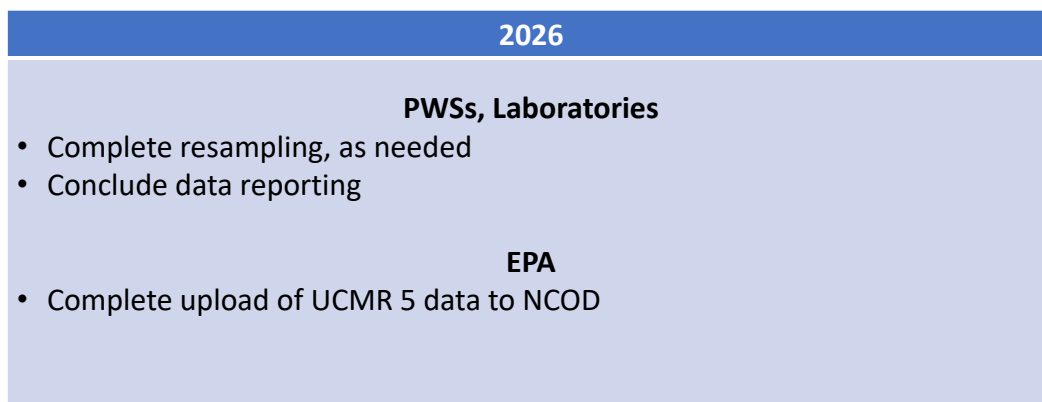 2026
PWSs, Laboratories
• Complete resampling, as needed
• Conclude data reporting
EPA
• Complete upload of UCMR 5 data to NCOD